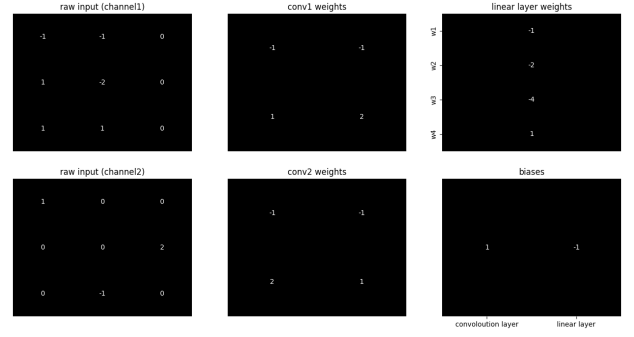 raw input (channel1)
-1 -1 0
1 -2 0
1 1 0
conv1 weights
-1 -1
1 2
linear layer weights
w1 -1
w2 -2
w3 -4
w4 1
raw input (channel2)
1 0 0
0 0 2
0 -1 0
conv2 weights
-1 -1
2 1
biases
1 -1
convoloution layer linear layer